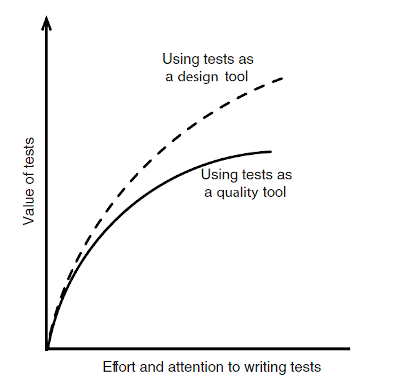 Using tests as
a design tool
Using tests as
a quality tool
Value of tests
Effort and attention to writing tests